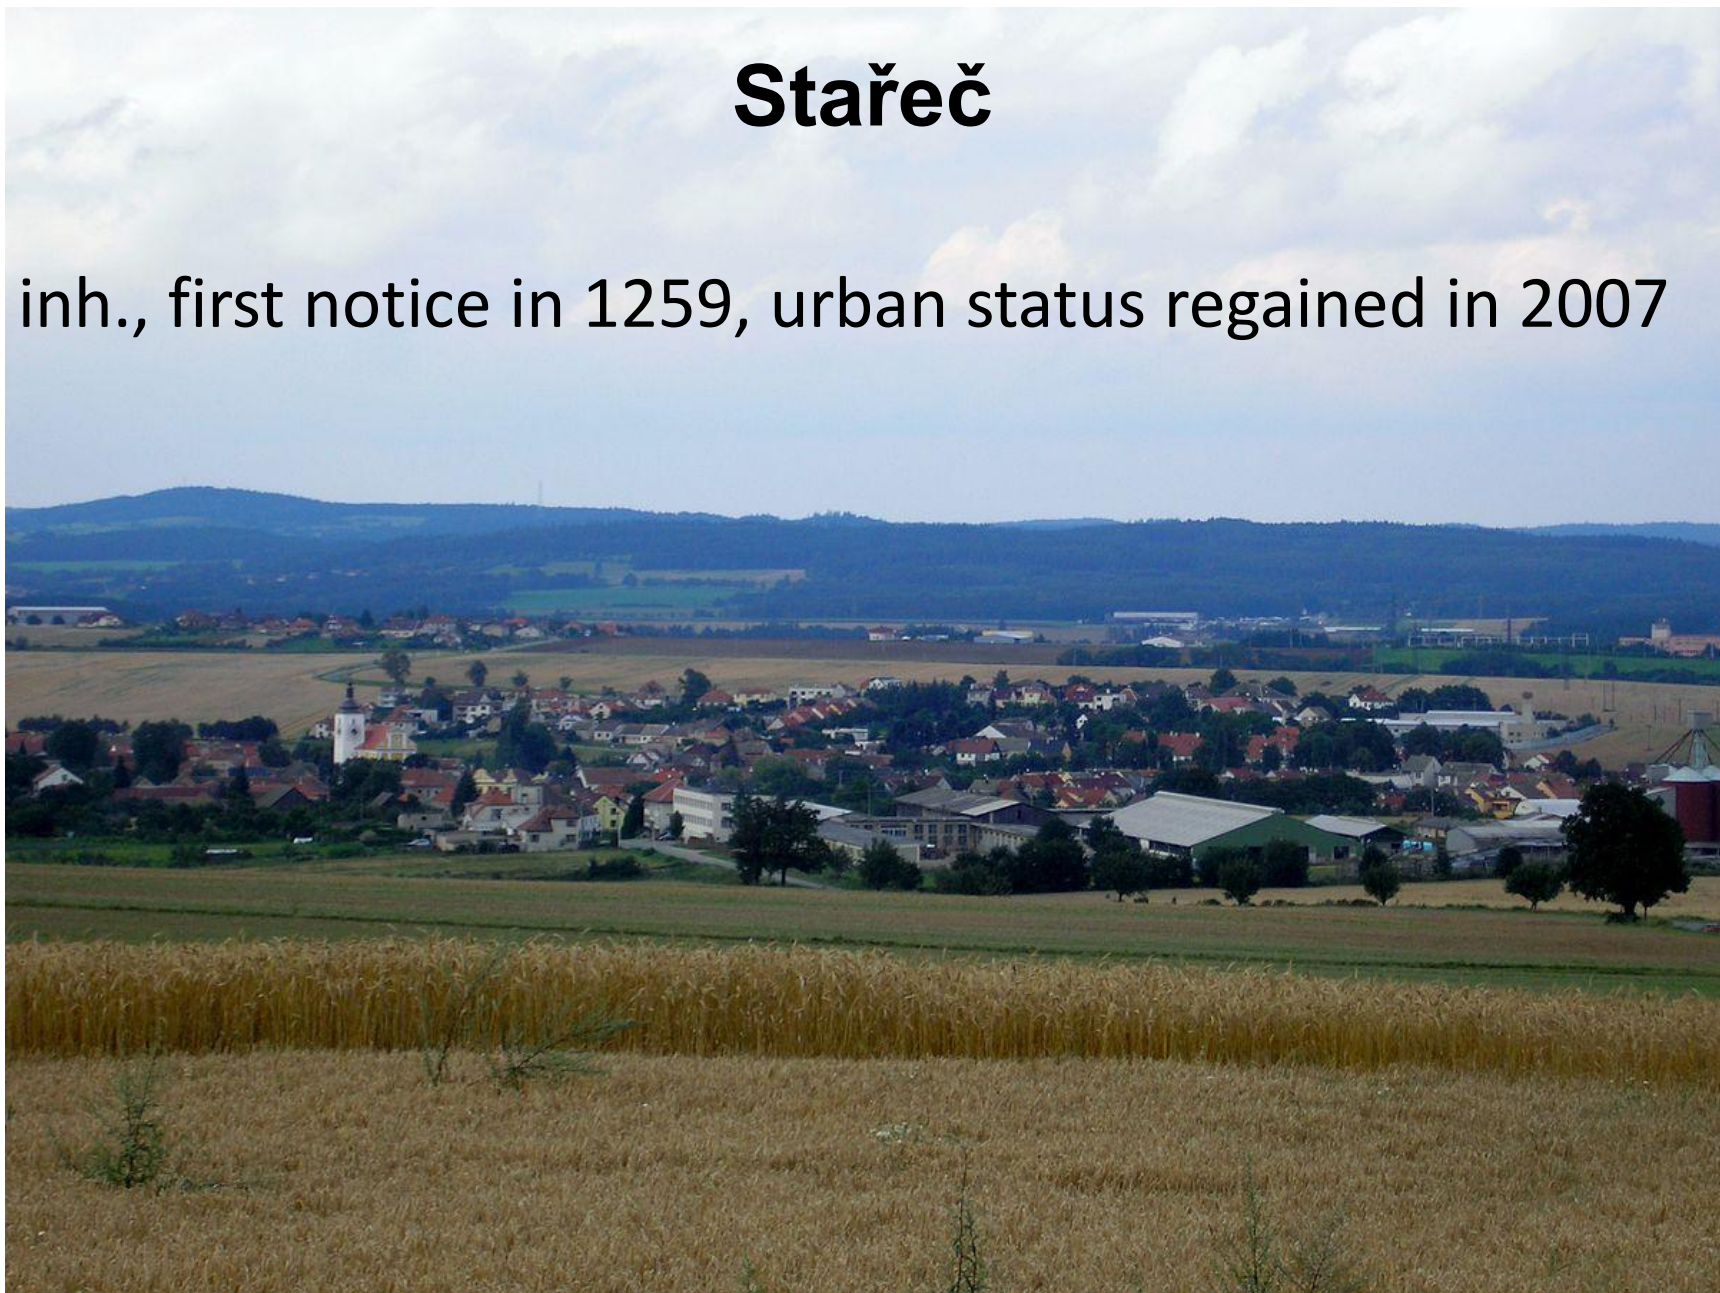 Stařeč
inh., first notice in 1259, urban status regained in 2007